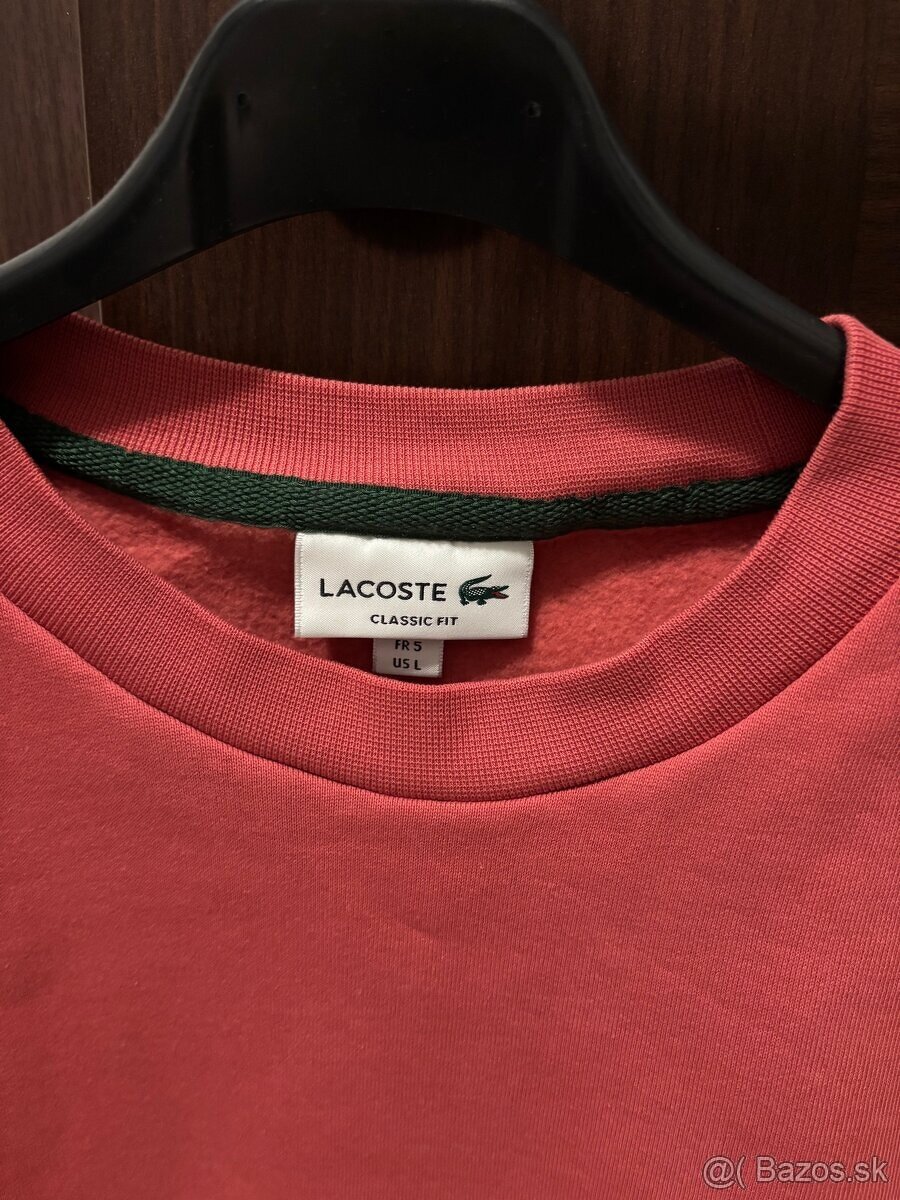 LACOSTE
CLASSIC FIT
FR 5
US L
@( Bazos.sk